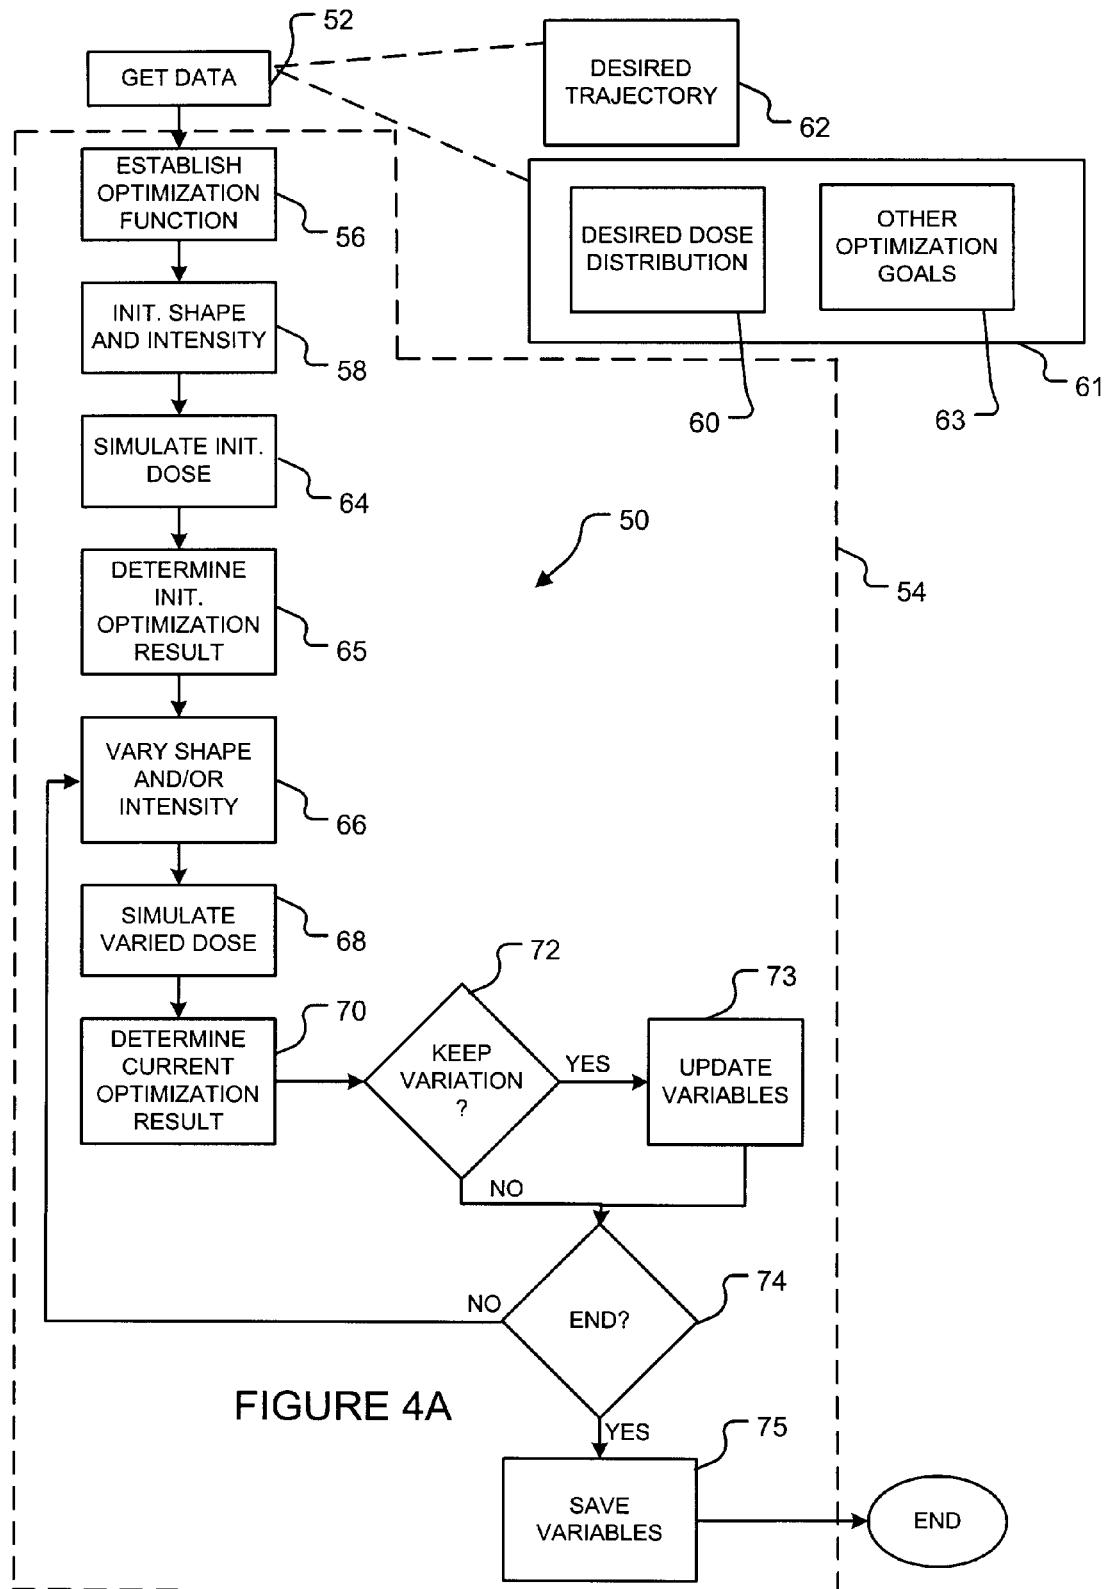 52
GET DATA
DESIRED
TRAJECTORY
62
ESTABLISH
OPTIMIZATION
FUNCTION
56
DESIRED DOSE
DISTRIBUTION
OTHER
OPTIMIZATION
GOALS
INIT. SHAPE
AND INTENSITY
58
61
60
63
SIMULATE INIT.
DOSE
64
50
DETERMINE
INIT.
OPTIMIZATION
RESULT
65
54
VARY SHAPE
AND/OR
INTENSITY
66
SIMULATE
VARIED DOSE
68
72
73
70
DETERMINE
CURRENT
OPTIMIZATION
RESULT
KEEP
VARIATION
?
YES
UPDATE
VARIABLES
NO
74
NO
END?
FIGURE 4A
YES
75
SAVE
VARIABLES
END